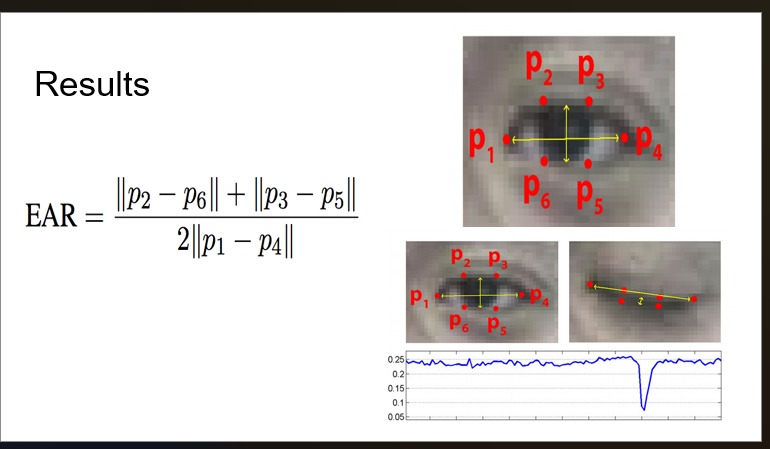 Results
EAR = (‖p₂ − p₆‖ + ‖p₃ − p₅‖) / (2‖p₁ − p₄‖)
p₂ p₃
p₁ p₄
p₆ p₅
p₂ p₃
p₁ p₄
p₆ p₅
0.25
0.2
0.15
0.1
0.05